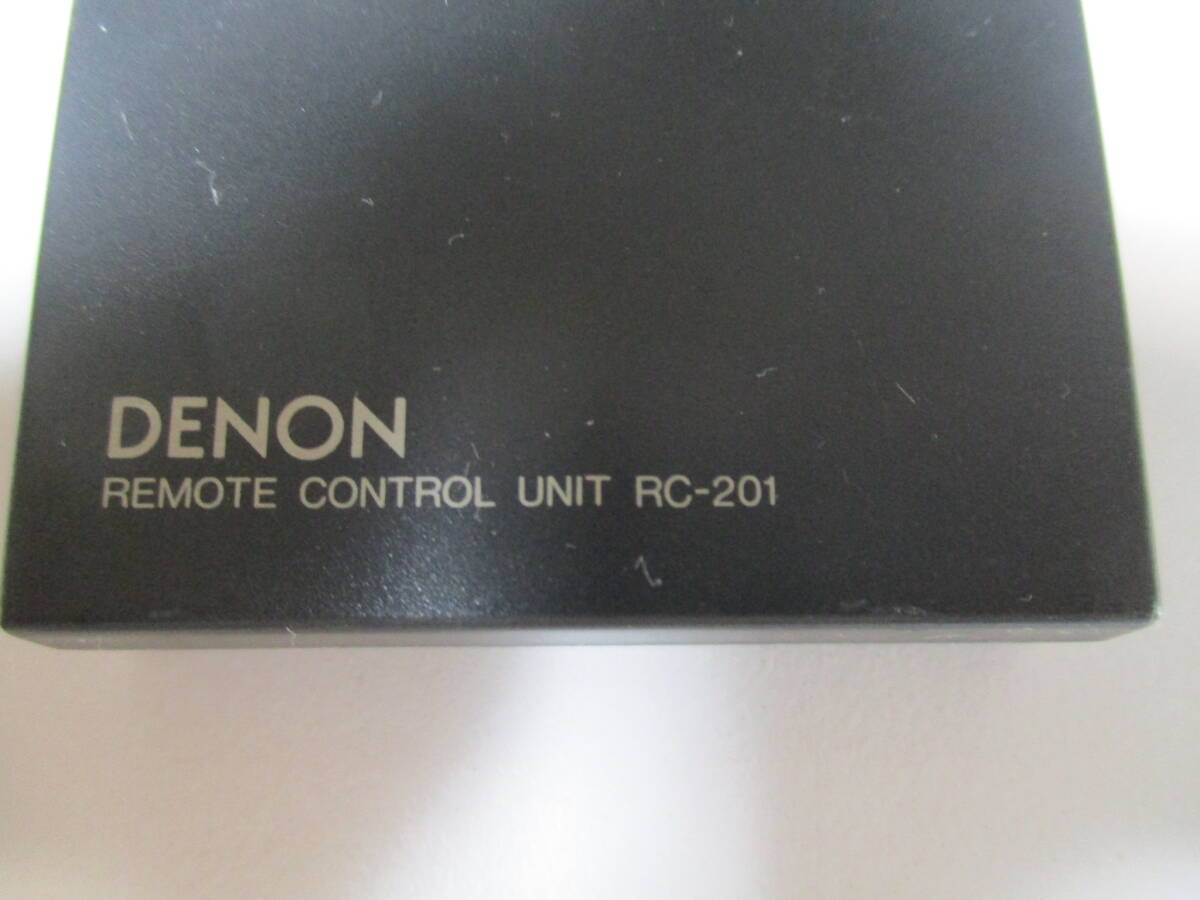 DENON
REMOTE CONTROL UNIT RC-201